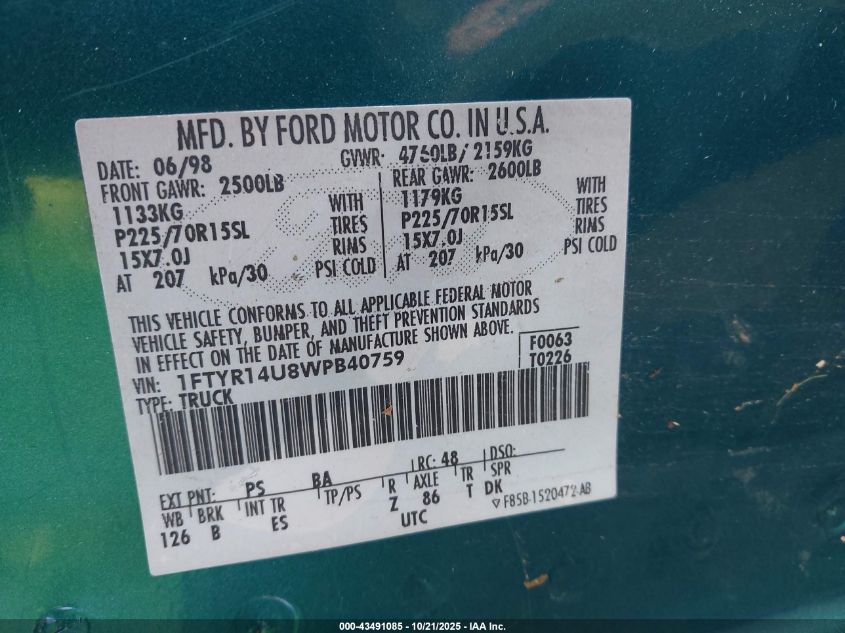 MFD. BY FORD MOTOR CO. IN U.S.A.
DATE: 06/98 GVWR: 4760LB/ 2159KG
FRONT GAWR: 2500LB REAR GAWR: 2600LB
1133KG WITH 1179KG WITH
P225/70R15SL TIRES P225/70R15SL TIRES
15X7.0J RIMS 15X7.0J RIMS
AT 207 kPa/30 PSI COLD AT 207 kPa/30 PSI COLD
THIS VEHICLE CONFORMS TO ALL APPLICABLE FEDERAL MOTOR
VEHICLE SAFETY, BUMPER, AND THEFT PREVENTION STANDARDS
IN EFFECT ON THE DATE OF MANUFACTURE SHOWN ABOVE.
F0063
VIN: 1FTYR14U8WPB40759 T0226
TYPE: TRUCK
EXT PNT: PS BA RC: 48 DSO:
WB BRK INT TR TP/PS R AXLE TR SPR
126 B ES Z 86 T DK
UTC F85B-1520472-AB
000-43491085 - 10/21/2025 - IAA Inc.